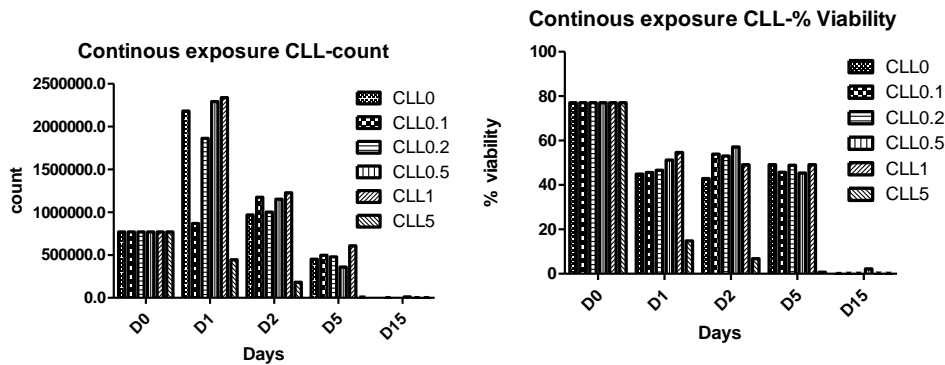 Continous exposure CLL-count
2500000.0
2000000.0
1500000.0
1000000.0
500000.0
0.0
count
D0
D1
D2
D5
D15
Days
CLL0
CLL0.1
CLL0.2
CLL0.5
CLL1
CLL5
Continous exposure CLL-% Viability
100
80
60
40
20
0
% viability
D0
D1
D2
D5
D15
Days
CLL0
CLL0.1
CLL0.2
CLL0.5
CLL1
CLL5